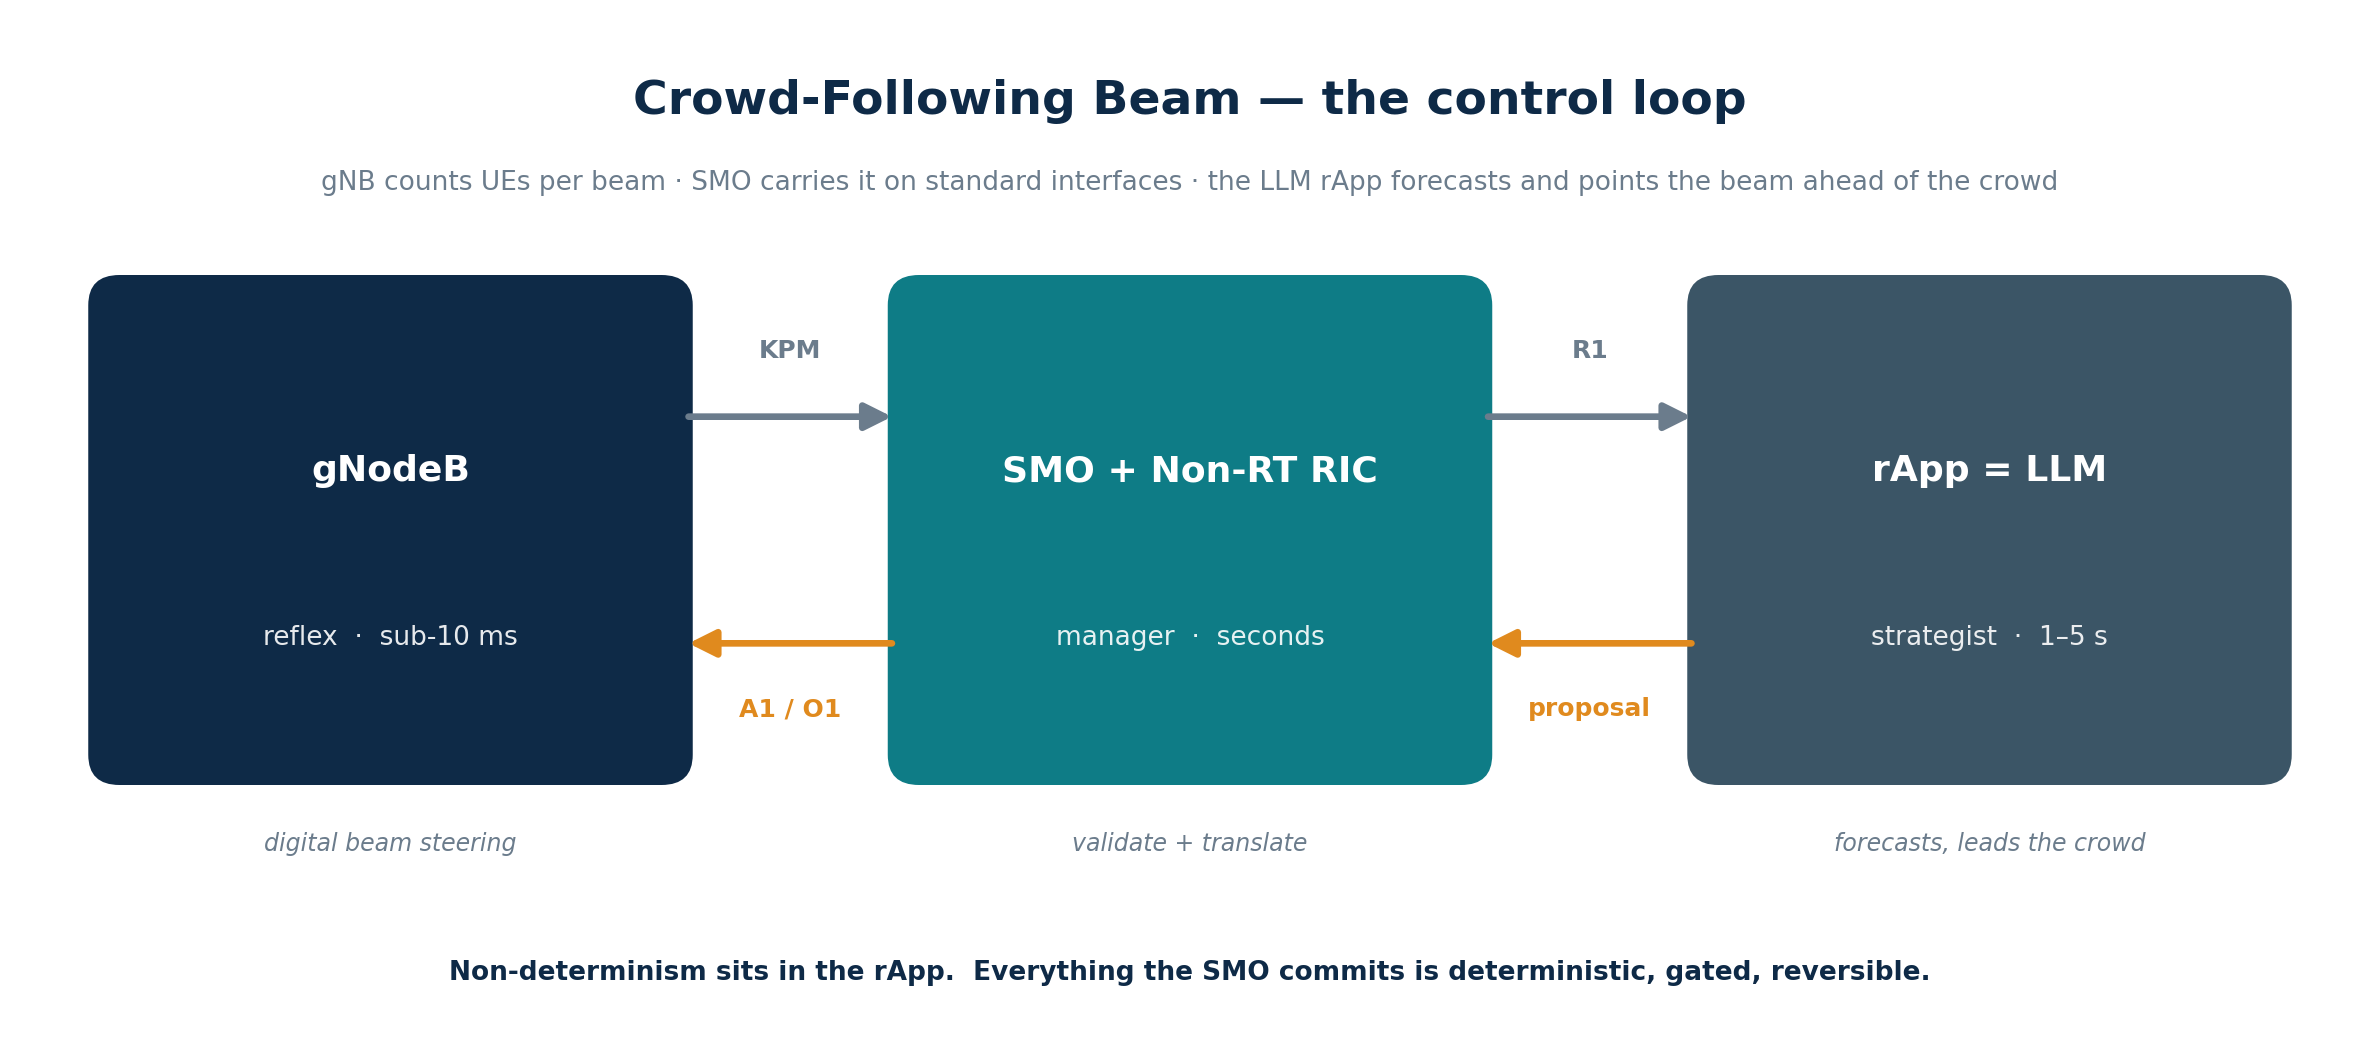 Crowd-Following Beam — the control loop
gNB counts UEs per beam · SMO carries it on standard interfaces · the LLM rApp forecasts and points the beam ahead of the crowd
KPM
R1
gNodeB
SMO + Non-RT RIC
rApp = LLM
reflex · sub-10 ms
manager · seconds
strategist · 1–5 s
A1 / O1
proposal
digital beam steering
validate + translate
forecasts, leads the crowd
Non-determinism sits in the rApp.  Everything the SMO commits is deterministic, gated, reversible.